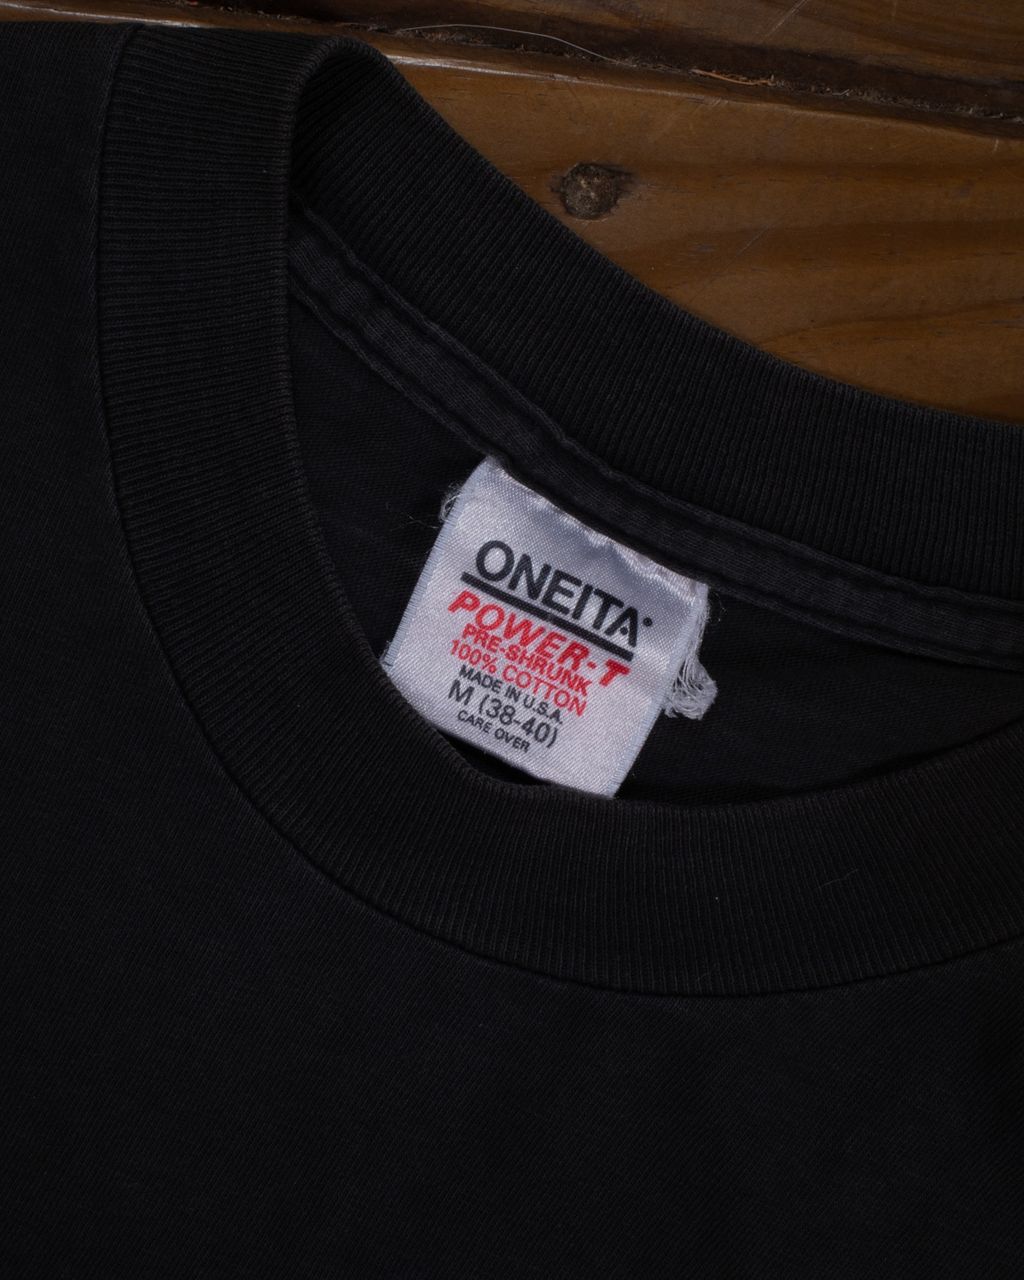 ONEITA
POWER-T
PRE-SHRUNK
100% COTTON
MADE IN U.S.A.
M (38-40)
CARE OVER